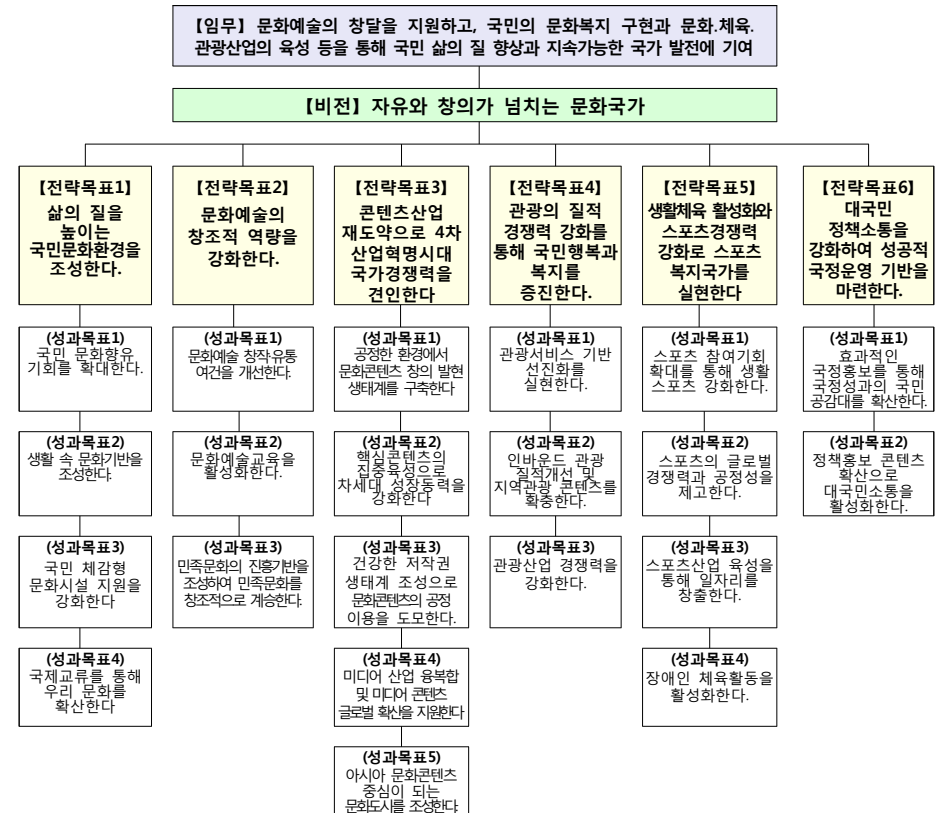 【임무】 문화예술의 창달을 지원하고, 국민의 문화복지 구현과 문화.체육.
관광산업의 육성 등을 통해 국민 삶의 질 향상과 지속가능한 국가 발전에 기여
【비전】 자유와 창의가 넘치는 문화국가
【전략목표1】
삶의 질을
높이는
국민문화환경을
조성한다.
(성과목표1)
국민 문화향유
기회를 확대한다.
(성과목표2)
생활 속 문화기반을
조성한다.
(성과목표3)
국민 체감형
문화시설 지원을
강화한다
(성과목표4)
국제교류를 통해
우리 문화를
확산한다
【전략목표2】
문화예술의
창조적 역량을
강화한다.
(성과목표1)
문화예술 창작·유통
여건을 개선한다.
(성과목표2)
문화예술교육을
활성화한다.
(성과목표3)
민족문화의 진흥기반을
조성하여 민족문화를
창조적으로 계승한다.
【전략목표3】
콘텐츠산업
재도약으로 4차
산업혁명시대
국가경쟁력을
견인한다
(성과목표1)
공정한 환경에서
문화콘텐츠 창의 발현
생태계를 구축한다
(성과목표2)
핵심콘텐츠의
집중육성으로
차세대 성장동력을
강화한다
(성과목표3)
건강한 저작권
생태계 조성으로
문화콘텐츠의 공정
이용을 도모한다.
(성과목표4)
미디어 산업 융복합
및 미디어 콘텐츠
글로벌 확산을 지원한다
(성과목표5)
아시아 문화콘텐츠
중심이 되는
문화도시를 조성한다
【전략목표4】
관광의 질적
경쟁력 강화를
통해 국민행복과
복지를
증진한다.
(성과목표1)
관광서비스 기반
선진화를
실현한다.
(성과목표2)
인바운드 관광
질적개선 및
지역관광 콘텐츠를
확충한다.
(성과목표3)
관광산업 경쟁력을
강화한다.
【전략목표5】
생활체육 활성화와
스포츠경쟁력
강화로 스포츠
복지국가를
실현한다
(성과목표1)
스포츠 참여기회
확대를 통해 생활
스포츠 강화한다.
(성과목표2)
스포츠의 글로벌
경쟁력과 공정성을
제고한다.
(성과목표3)
스포츠산업 육성을
통해 일자리를
창출한다.
(성과목표4)
장애인 체육활동을
활성화한다.
【전략목표6】
대국민
정책소통을
강화하여 성공적
국정운영 기반을
마련한다.
(성과목표1)
효과적인
국정홍보를 통해
국정성과의 국민
공감대를 확산한다.
(성과목표2)
정책홍보 콘텐츠
확산으로
대국민소통을
활성화한다.